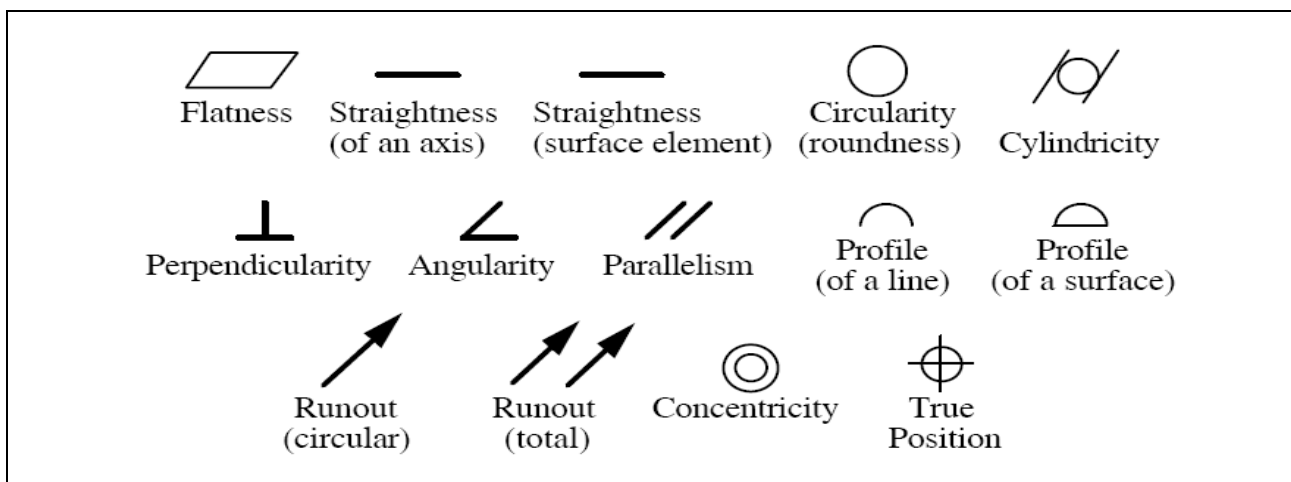 Flatness
Straightness
(of an axis)
Straightness
(surface element)
Circularity
(roundness)
Cylindricity
Perpendicularity
Angularity
Parallelism
Profile
(of a line)
Profile
(of a surface)
Runout
(circular)
Runout
(total)
Concentricity
True
Position